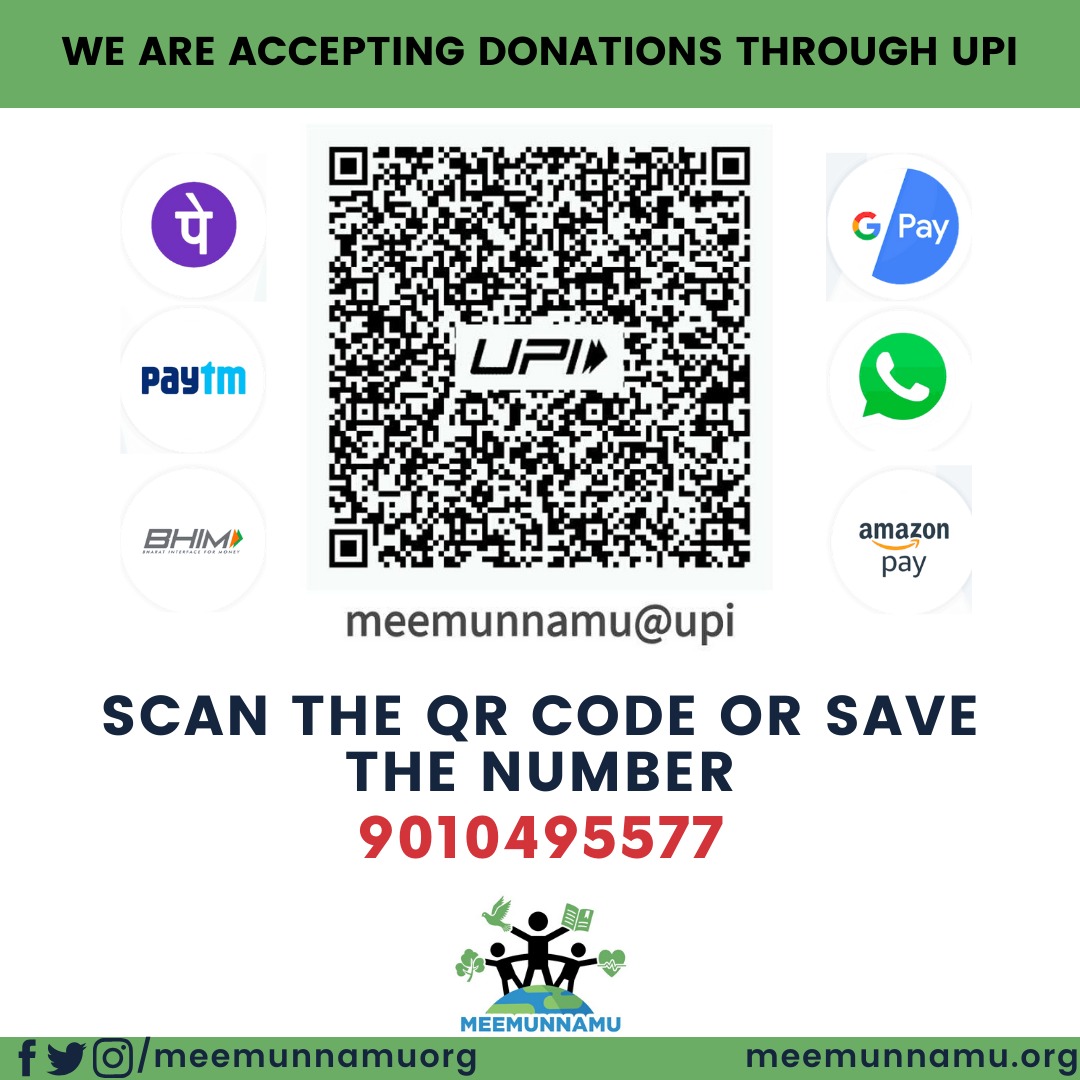 WE ARE ACCEPTING DONATIONS THROUGH UPI
पे
G Pay
UPI
paytm
BHIM
BHARAT INTERFACE FOR MONEY
amazon
pay
meemunnamu@upi
SCAN THE QR CODE OR SAVE
THE NUMBER
9010495577
MEEMUNNAMU
/meemunnamuorg
meemunnamu.org